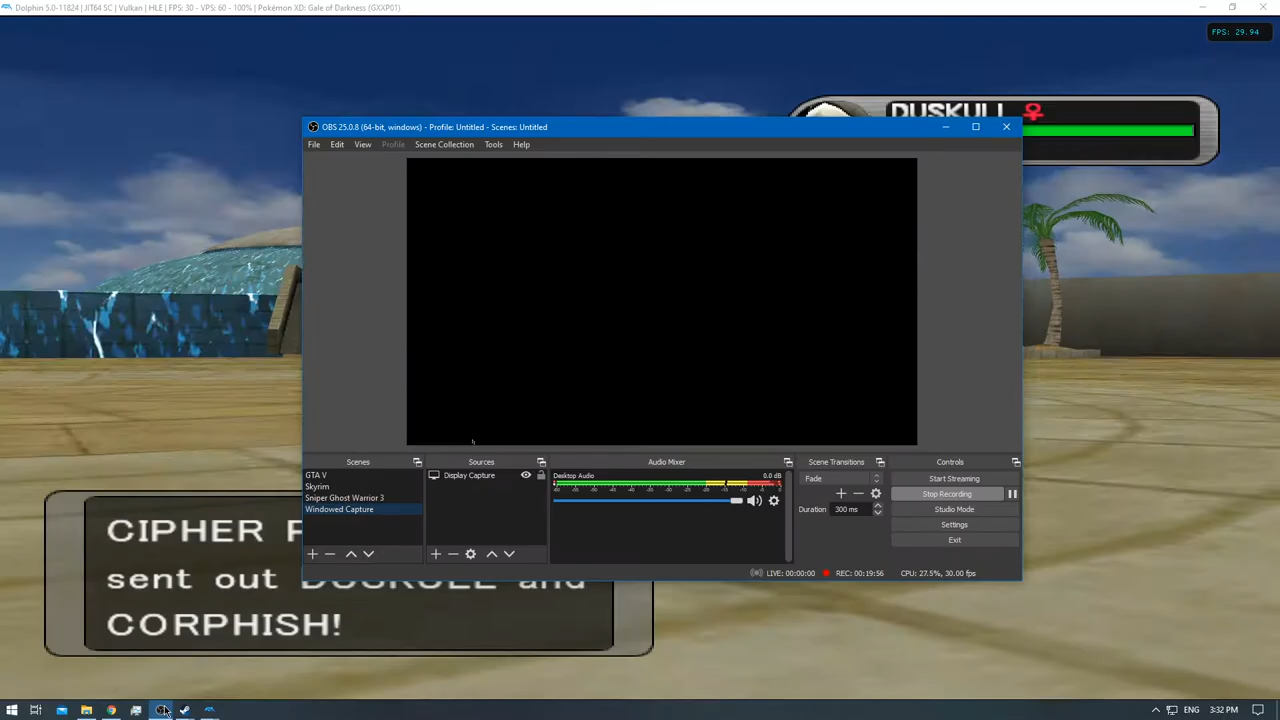 Dolphin 5.0-11824 | JIT64 SC | Vulkan | HLE | FPS: 30 - VPS: 60 - 100% | Pokémon XD: Gale of Darkness (GXXP01)
FPS: 29.94
DUSKULL ♀
OBS 25.0.8 (64-bit, windows) - Profile: Untitled - Scenes: Untitled
File Edit View Profile Scene Collection Tools Help
Scenes
GTA V
Skyrim
Sniper Ghost Warrior 3
Windowed Capture
Sources
Display Capture
Audio Mixer
Desktop Audio 0.0 dB
Scene Transitions
Fade
Duration 300 ms
Controls
Start Streaming
Stop Recording
Studio Mode
Settings
Exit
LIVE: 00:00:00 REC: 00:19:56 CPU: 27.5%, 30.00 fps
CIPHER
sent out DUSKULL and
CORPHISH!
ENG 3:32 PM